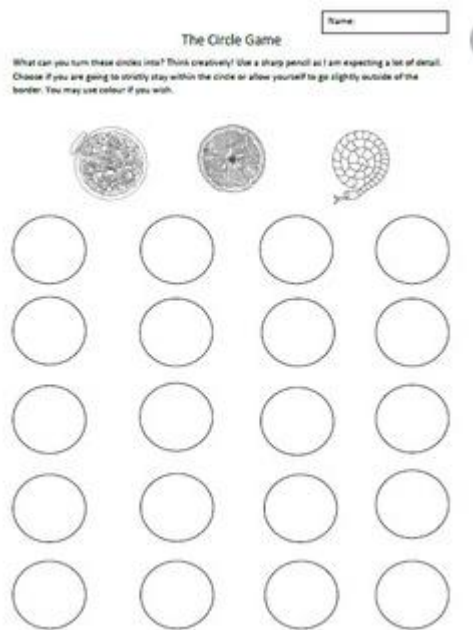 Name:
The Circle Game
What can you turn these circles into? Think creatively! Use a sharp pencil as I am expecting a lot of detail.
Choose if you are going to strictly stay within the circle or allow yourself to go slightly outside of the
border. You may use colour if you wish.